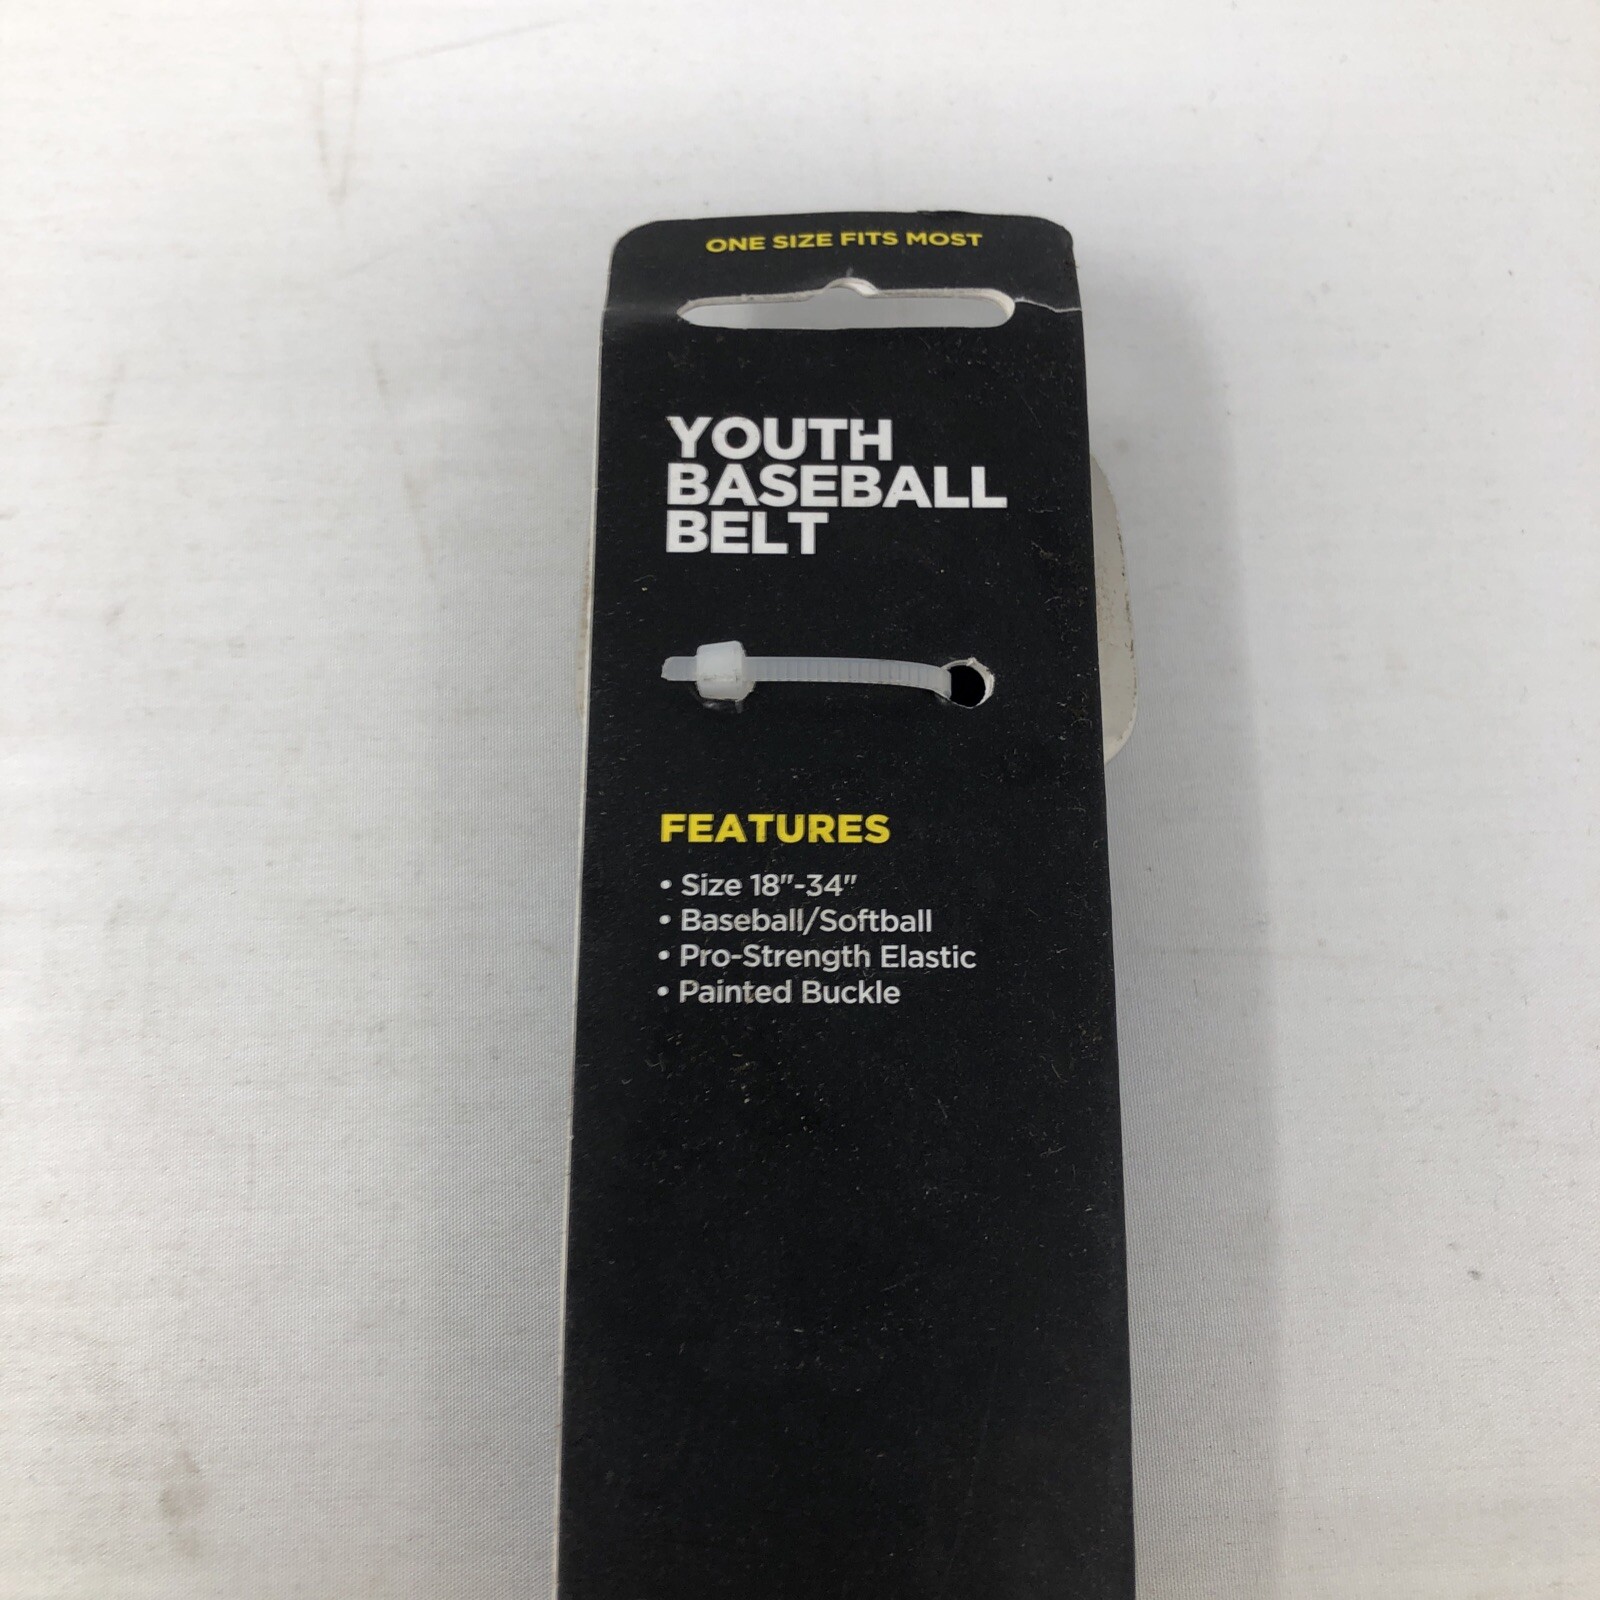 ONE SIZE FITS MOST
YOUTH
BASEBALL
BELT
FEATURES
• Size 18"-34"
• Baseball/Softball
• Pro-Strength Elastic
• Painted Buckle